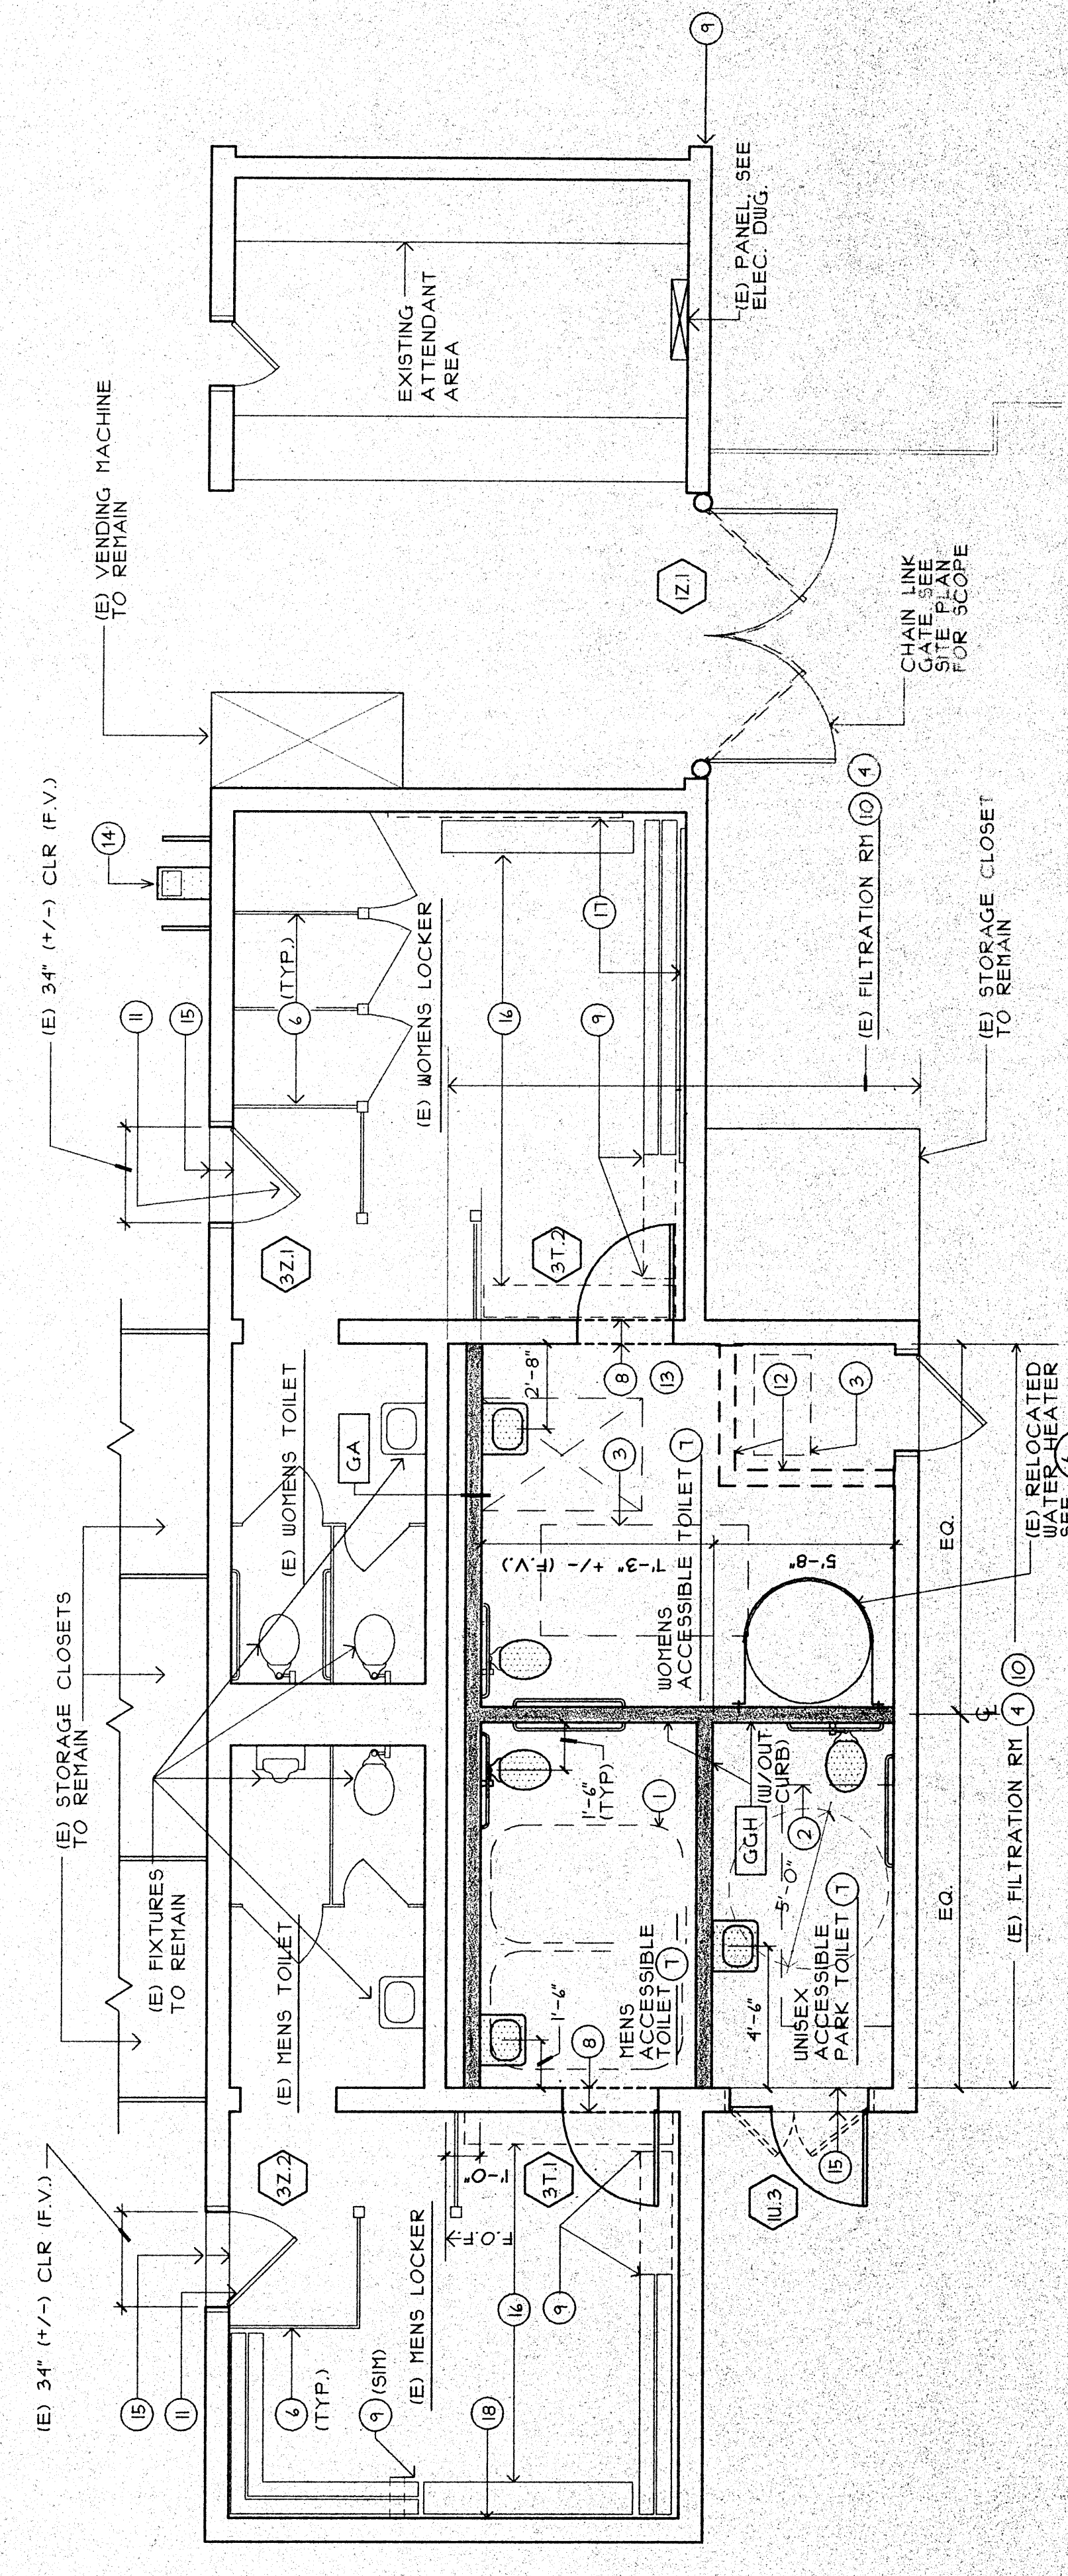 (E) 34" (+/-) CLR (F.V.)
15
11
(E) STORAGE CLOSETS
TO REMAIN
(E) FIXTURES
TO REMAIN
(E) 34" (+/-) CLR (F.V.)
11
15
14
(E) VENDING MACHINE
TO REMAIN
9
6
(TYP.)
9
(SIM)
(E) MENS LOCKER
18
3Z.2
(E) MENS TOILET
(E) WOMENS TOILET
GA
3Z.1
6
(TYP.)
(E) WOMENS LOCKER
EXISTING
ATTENDANT
AREA
(E) PANEL, SEE
ELEC. DWG.
F.O.F.
1'-0"
16
9
3T.1
8
1'-6"
MENS
ACCESSIBLE
TOILET
7
1
1'-6"
(TYP)
WOMENS
ACCESSIBLE TOILET
7
7'-3" +/- (F.V.)
5'-8"
3
2'-8"
8
13
3T.2
16
9
17
1Z.1
1U.3
15
4'-6"
UNISEX
ACCESSIBLE
PARK TOILET
7
5'-0"
2
GGH
(W/OUT
CURB)
12
3
CHAIN LINK
GATE, SEE
SITE PLAN
FOR SCOPE
(E) FILTRATION RM
10
4
(E) STORAGE CLOSET
TO REMAIN
EQ.
EQ.
℄
(E) FILTRATION RM
4
10
(E) RELOCATED
WATER HEATER
SEE